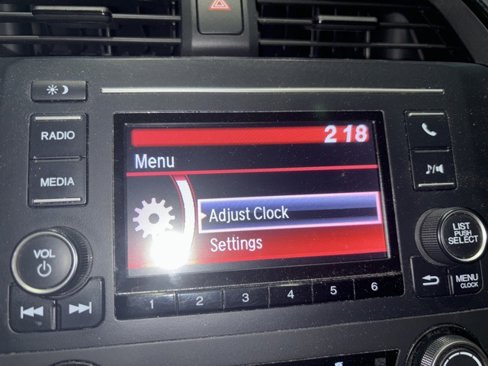 2 18
RADIO
Menu
MEDIA
Adjust Clock
LIST
PUSH
SELECT
Settings
VOL
MENU
CLOCK
1 2 3 4 5 6